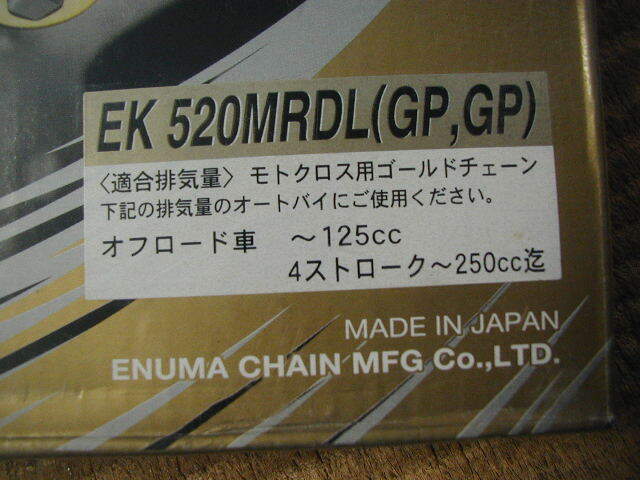 EK 520MRDL(GP,GP)
〈適合排気量〉モトクロス用ゴールドチェーン
下記の排気量のオートバイにご使用ください。
オフロード車　～125cc
4ストローク～250cc迄
MADE IN JAPAN
ENUMA CHAIN MFG Co.,LTD.